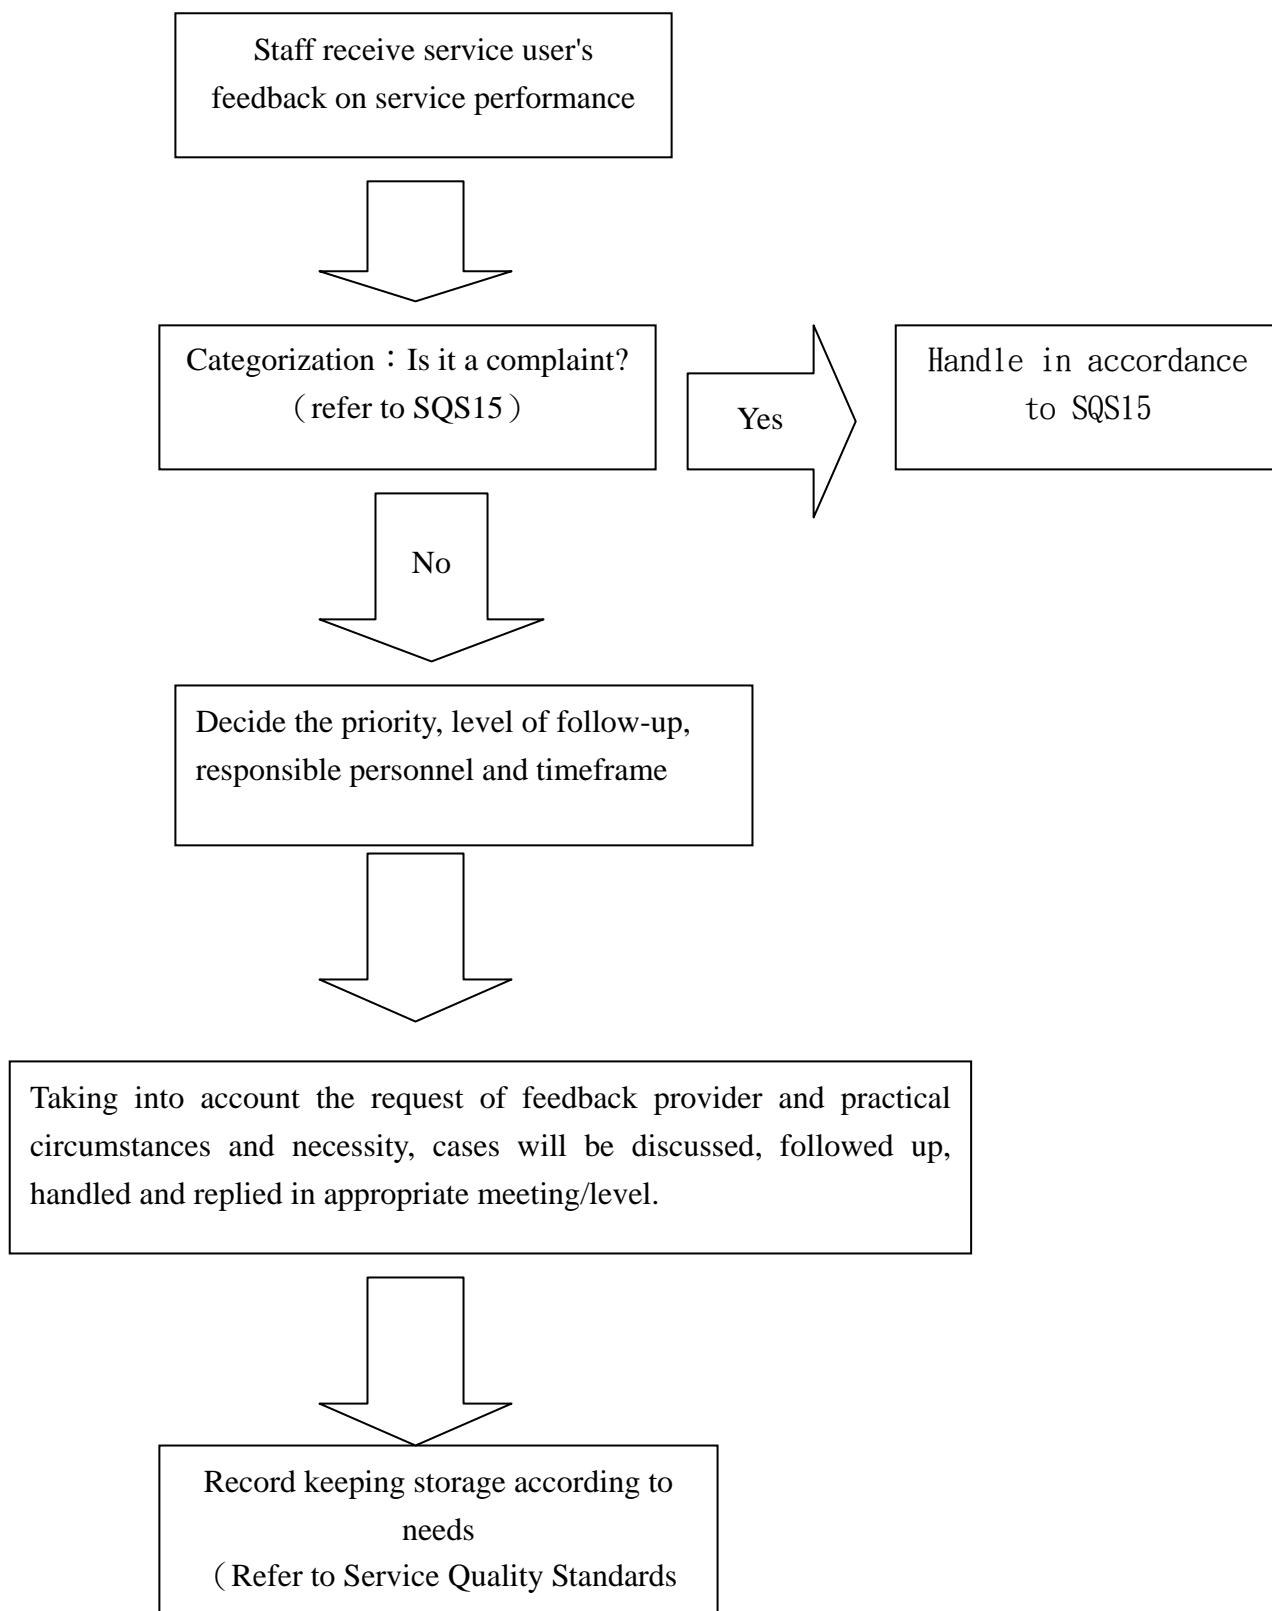 Staff receive service user's
feedback on service performance
Categorization：Is it a complaint?
（refer to SQS15）
Yes
Handle in accordance
to SQS15
No
Decide the priority, level of follow-up,
responsible personnel and timeframe
Taking into account the request of feedback provider and practical
circumstances and necessity, cases will be discussed, followed up,
handled and replied in appropriate meeting/level.
Record keeping storage according to
needs
（Refer to Service Quality Standards